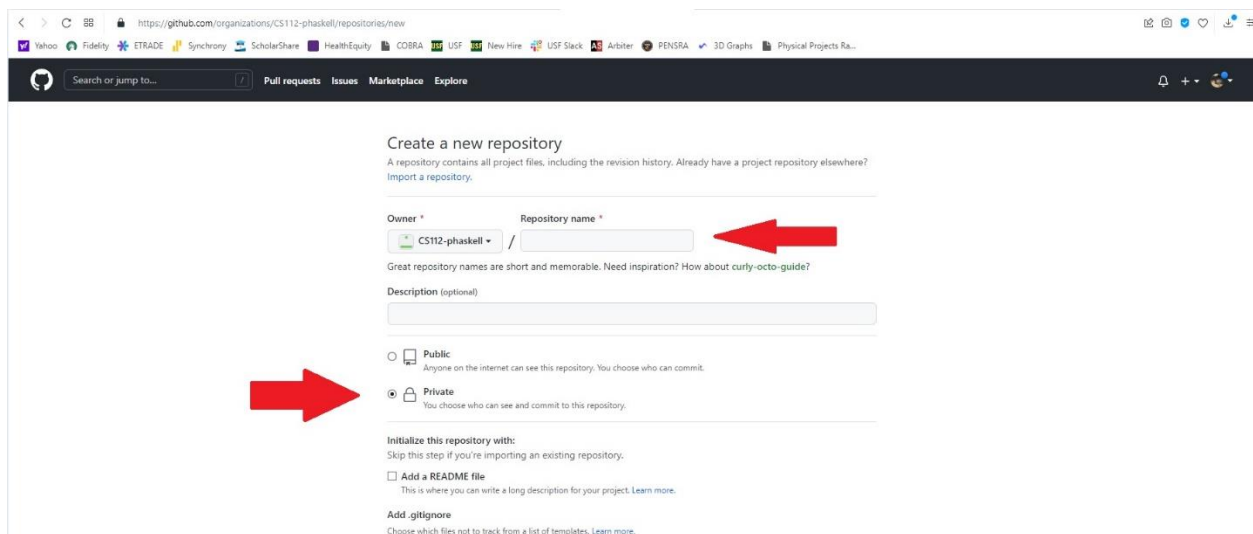 https://github.com/organizations/CS112-phaskell/repositories/new
Yahoo Fidelity ETRADE Synchrony ScholarShare HealthEquity COBRA USF USF USF New Hire USF Slack AS Arbiter PENSRA 3D Graphs Physical Projects Ra...
Search or jump to... / Pull requests Issues Marketplace Explore
Create a new repository
A repository contains all project files, including the revision history. Already have a project repository elsewhere?
Import a repository.
Owner * Repository name *
CS112-phaskell /
Great repository names are short and memorable. Need inspiration? How about curly-octo-guide?
Description (optional)
Public
Anyone on the internet can see this repository. You choose who can commit.
Private
You choose who can see and commit to this repository.
Initialize this repository with:
Skip this step if you're importing an existing repository.
Add a README file
This is where you can write a long description for your project. Learn more.
Add .gitignore
Choose which files not to track from a list of templates. Learn more.